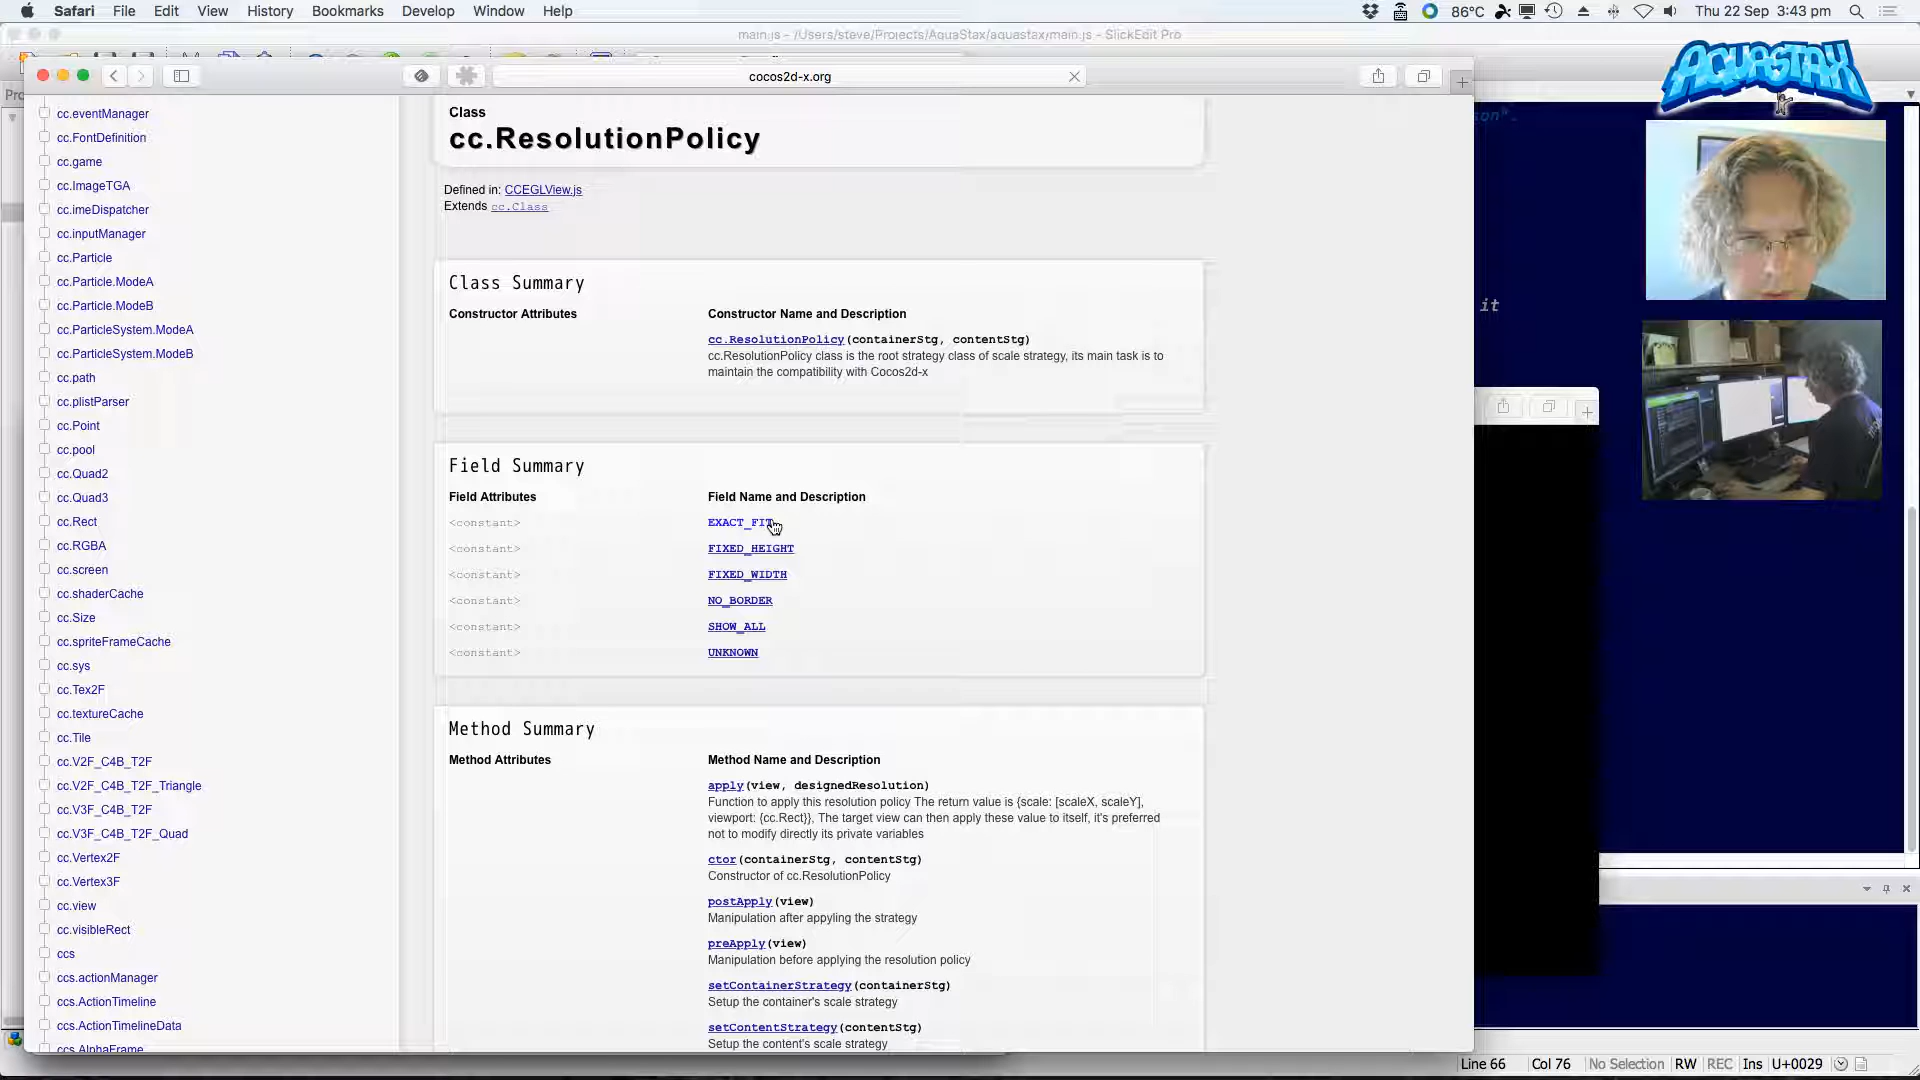 Safari File Edit View History Bookmarks Develop Window Help
86°C Thu 22 Sep 3:43 pm
main.js - /Users/steve/Projects/AquaStax/aquastax/main.js - SlickEdit Pro
cocos2d-x.org
AQUASTAX
Pro
cc.eventManager
cc.FontDefinition
cc.game
cc.ImageTGA
cc.imeDispatcher
cc.inputManager
cc.Particle
cc.Particle.ModeA
cc.Particle.ModeB
cc.ParticleSystem.ModeA
cc.ParticleSystem.ModeB
cc.path
cc.plistParser
cc.Point
cc.pool
cc.Quad2
cc.Quad3
cc.Rect
cc.RGBA
cc.screen
cc.shaderCache
cc.Size
cc.spriteFrameCache
cc.sys
cc.Tex2F
cc.textureCache
cc.Tile
cc.V2F_C4B_T2F
cc.V2F_C4B_T2F_Triangle
cc.V3F_C4B_T2F
cc.V3F_C4B_T2F_Quad
cc.Vertex2F
cc.Vertex3F
cc.view
cc.visibleRect
ccs
ccs.actionManager
ccs.ActionTimeline
ccs.ActionTimelineData
ccs.AlphaFrame
Class
cc.ResolutionPolicy
Defined in: CCEGLView.js
Extends cc.Class
Class Summary
Constructor Attributes Constructor Name and Description
cc.ResolutionPolicy(containerStg, contentStg)
cc.ResolutionPolicy class is the root strategy class of scale strategy, its main task is to
maintain the compatibility with Cocos2d-x
Field Summary
Field Attributes Field Name and Description
<constant> EXACT_FIT
<constant> FIXED_HEIGHT
<constant> FIXED_WIDTH
<constant> NO_BORDER
<constant> SHOW_ALL
<constant> UNKNOWN
Method Summary
Method Attributes Method Name and Description
apply(view, designedResolution)
Function to apply this resolution policy The return value is {scale: [scaleX, scaleY],
viewport: {cc.Rect}}, The target view can then apply these value to itself, it's preferred
not to modify directly its private variables
ctor(containerStg, contentStg)
Constructor of cc.ResolutionPolicy
postApply(view)
Manipulation after appyling the strategy
preApply(view)
Manipulation before applying the resolution policy
setContainerStrategy(containerStg)
Setup the container's scale strategy
setContentStrategy(contentStg)
Setup the content's scale strategy
on".
it
Line 66 Col 76 No Selection RW REC Ins U+0029